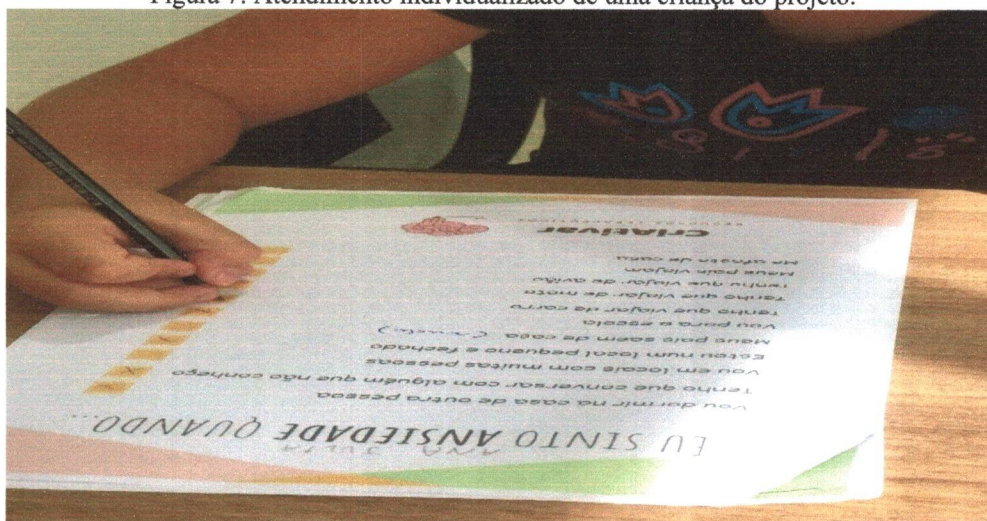 Figura 7. Atendimento individualizado de uma criança do projeto.
EU SINTO ANSIEDADE QUANDO...
ANA JULIA
Vou dormir na casa de outra pessoa
Tenho que conversar com alguém que não conheço
Vou em locais com muitas pessoas
Estou num local pequeno e fechado
Meus pais saem de casa
Vou para a escola
Tenho que viajar de carro
Tenho que viajar de moto
Tenho que viajar de avião
Meus pais viajam
Me afasto de casa
Criativar